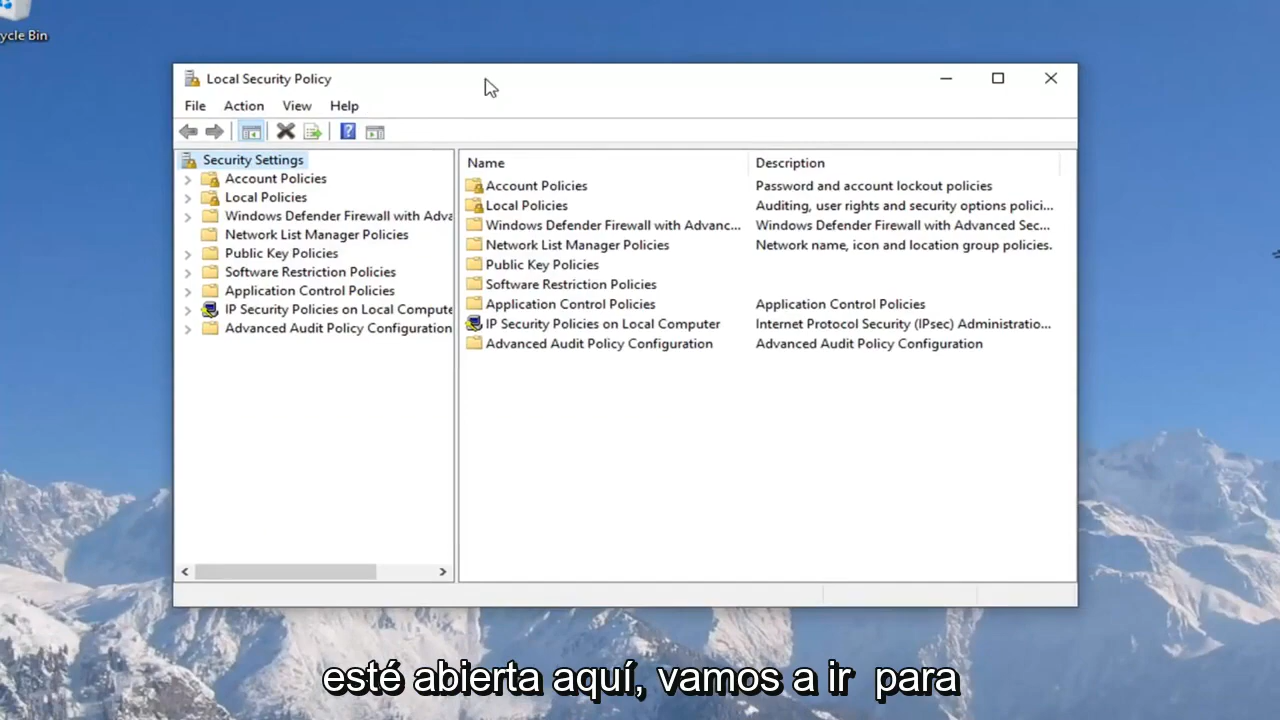 ycle Bin
Local Security Policy
File Action View Help
Security Settings
Account Policies
Local Policies
Windows Defender Firewall with Adva
Network List Manager Policies
Public Key Policies
Software Restriction Policies
Application Control Policies
IP Security Policies on Local Compute
Advanced Audit Policy Configuration
Name Description
Account Policies Password and account lockout policies
Local Policies Auditing, user rights and security options polici...
Windows Defender Firewall with Advanc... Windows Defender Firewall with Advanced Sec...
Network List Manager Policies Network name, icon and location group policies.
Public Key Policies
Software Restriction Policies
Application Control Policies Application Control Policies
IP Security Policies on Local Computer Internet Protocol Security (IPsec) Administratio...
Advanced Audit Policy Configuration Advanced Audit Policy Configuration
esté abierta aquí, vamos a ir para